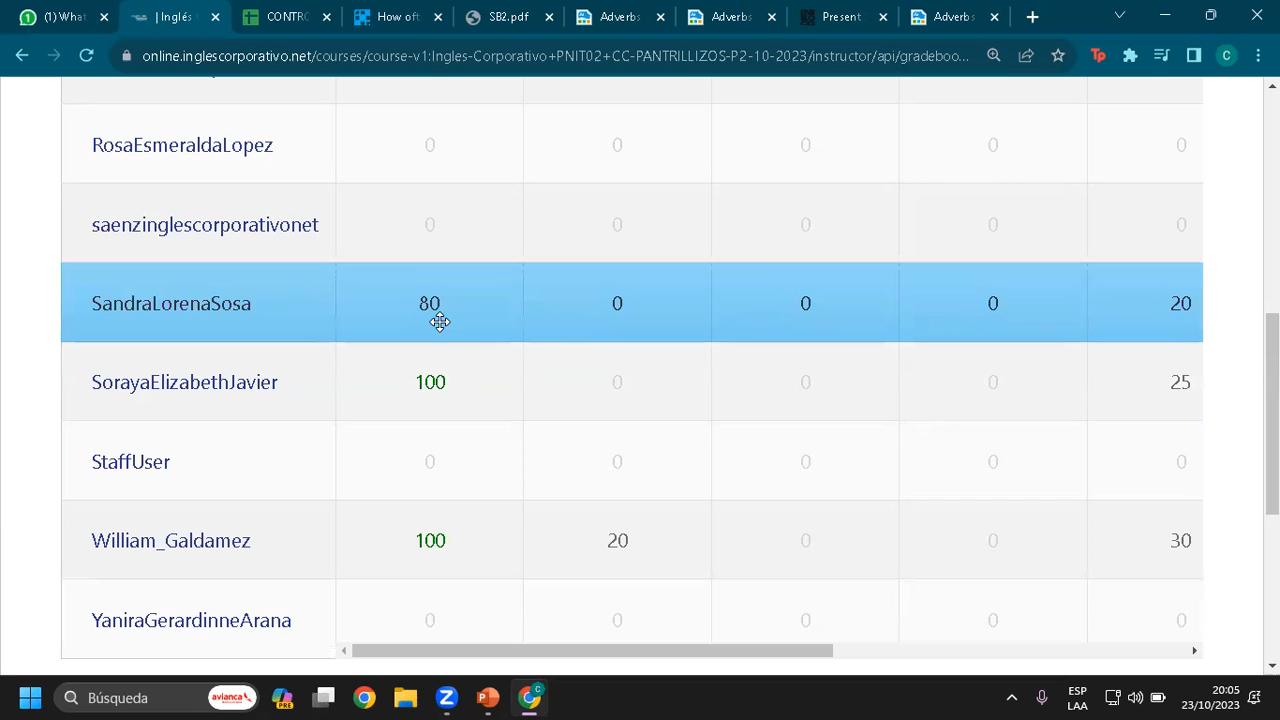 (1) What
| Inglés
CONTRO
How oft
SB2.pdf
Adverbs
Adverbs
Present
Adverbs
online.inglescorporativo.net/courses/course-v1:Ingles-Corporativo+PNIT02+CC-PANTRILLIZOS-P2-10-2023/instructor/api/gradeboo...
RosaEsmeraldaLopez 0 0 0 0 0
saenzinglescorporativonet 0 0 0 0 0
SandraLorenaSosa 80 0 0 0 20
SorayaElizabethJavier 100 0 0 0 25
StaffUser 0 0 0 0 0
William_Galdamez 100 20 0 0 30
YaniraGerardinneArana 0 0 0 0 0
Búsqueda
avianca
PRE
ESP
LAA
20:05
23/10/2023